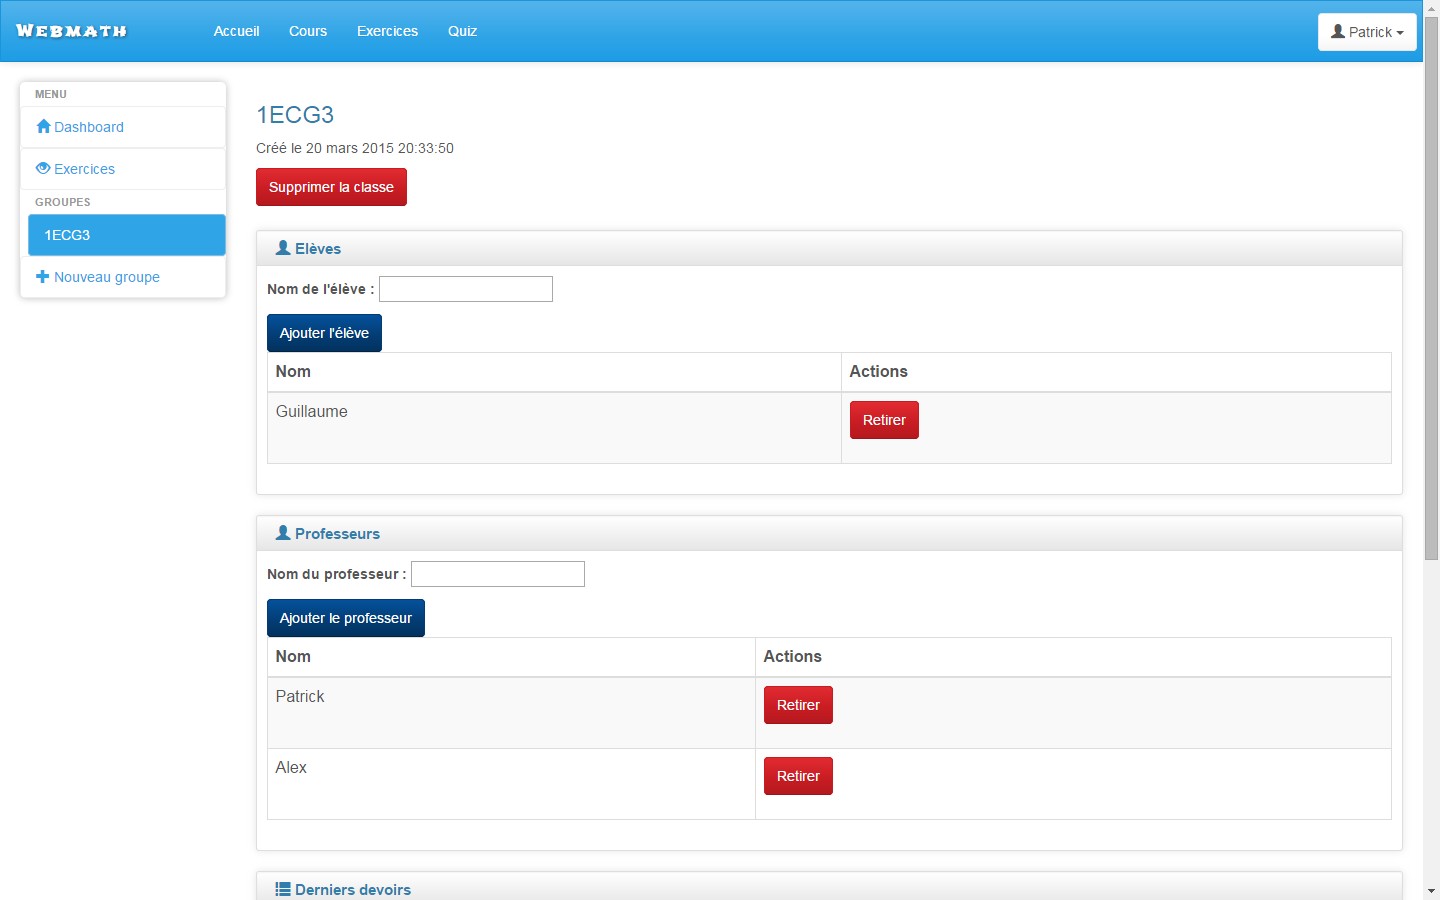 WEBMATH
Accueil Cours Exercices Quiz
Patrick
MENU
Dashboard
Exercices
GROUPES
1ECG3
Nouveau groupe
1ECG3
Créé le 20 mars 2015 20:33:50
Supprimer la classe
Elèves
Nom de l'élève :
Ajouter l'élève
Nom Actions
Guillaume Retirer
Professeurs
Nom du professeur :
Ajouter le professeur
Nom Actions
Patrick Retirer
Alex Retirer
Derniers devoirs